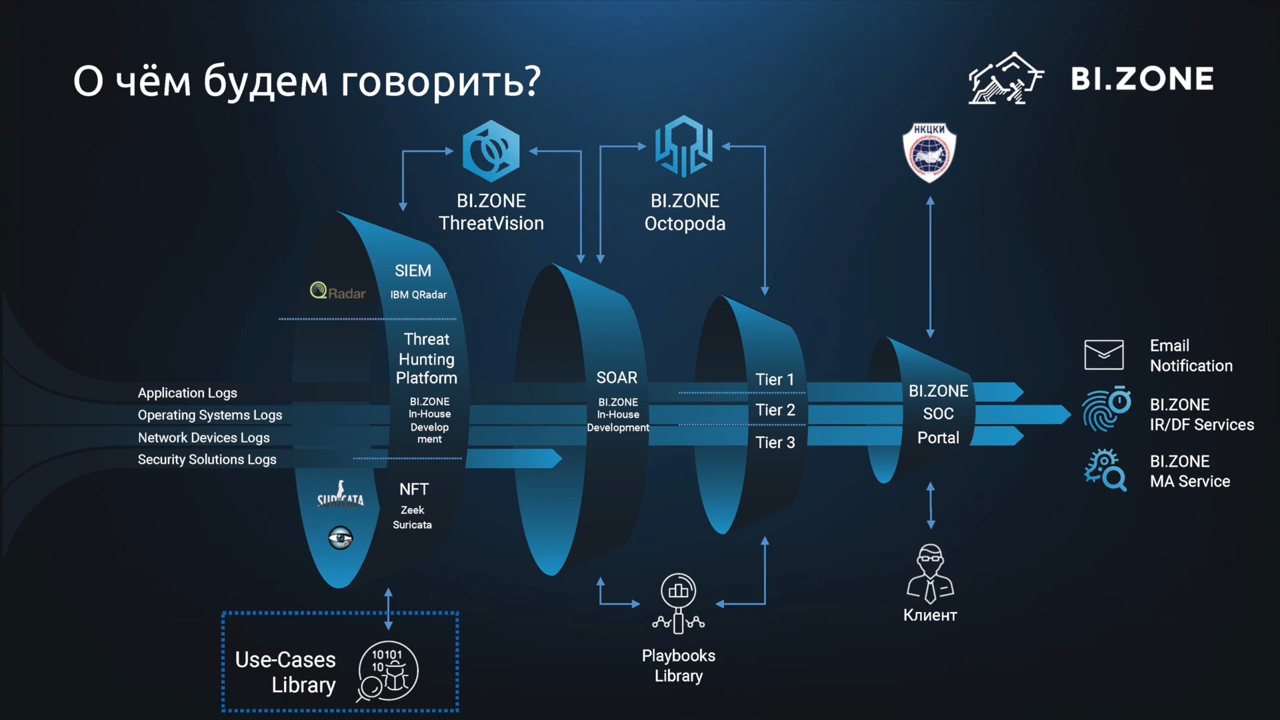 О чём будем говорить?
BI.ZONE
НКЦКИ
BI.ZONE
ThreatVision
BI.ZONE
Octopoda
QRadar
SIEM
IBM QRadar
Threat
Hunting
Platform
BI.ZONE
In-House
Develop
ment
Application Logs
Operating Systems Logs
Network Devices Logs
Security Solutions Logs
SURICATA
NFT
Zeek
Suricata
SOAR
BI.ZONE
In-House
Development
Tier 1
Tier 2
Tier 3
BI.ZONE
SOC
Portal
Email
Notification
BI.ZONE
IR/DF Services
BI.ZONE
MA Service
Клиент
Playbooks
Library
Use-Cases
Library
10101
10